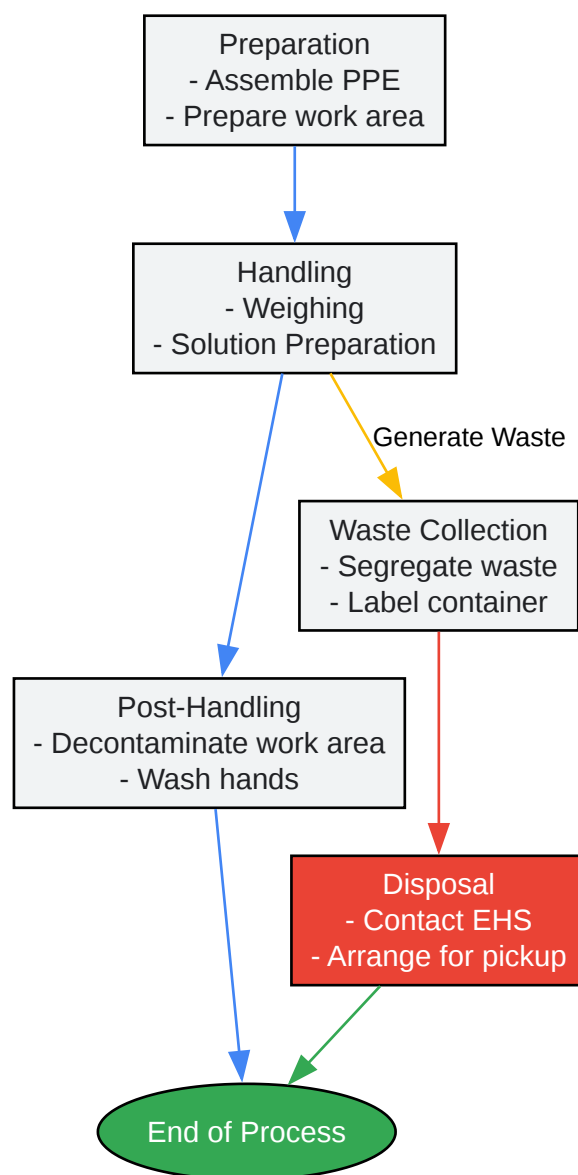 Preparation
- Assemble PPE
- Prepare work area
Handling
- Weighing
- Solution Preparation
Generate Waste
Waste Collection
- Segregate waste
- Label container
Post-Handling
- Decontaminate work area
- Wash hands
Disposal
- Contact EHS
- Arrange for pickup
End of Process